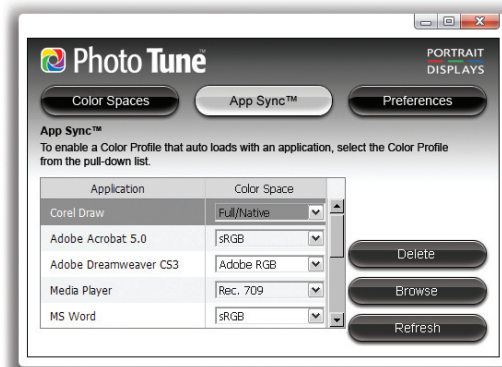 Photo Tune™
PORTRAIT
DISPLAYS
Color Spaces
App Sync™
Preferences
App Sync™
To enable a Color Profile that auto loads with an application, select the Color Profile
from the pull-down list.
Application Color Space
Corel Draw Full/Native
Adobe Acrobat 5.0 sRGB
Adobe Dreamweaver CS3 Adobe RGB
Media Player Rec. 709
MS Word sRGB
Delete
Browse
Refresh